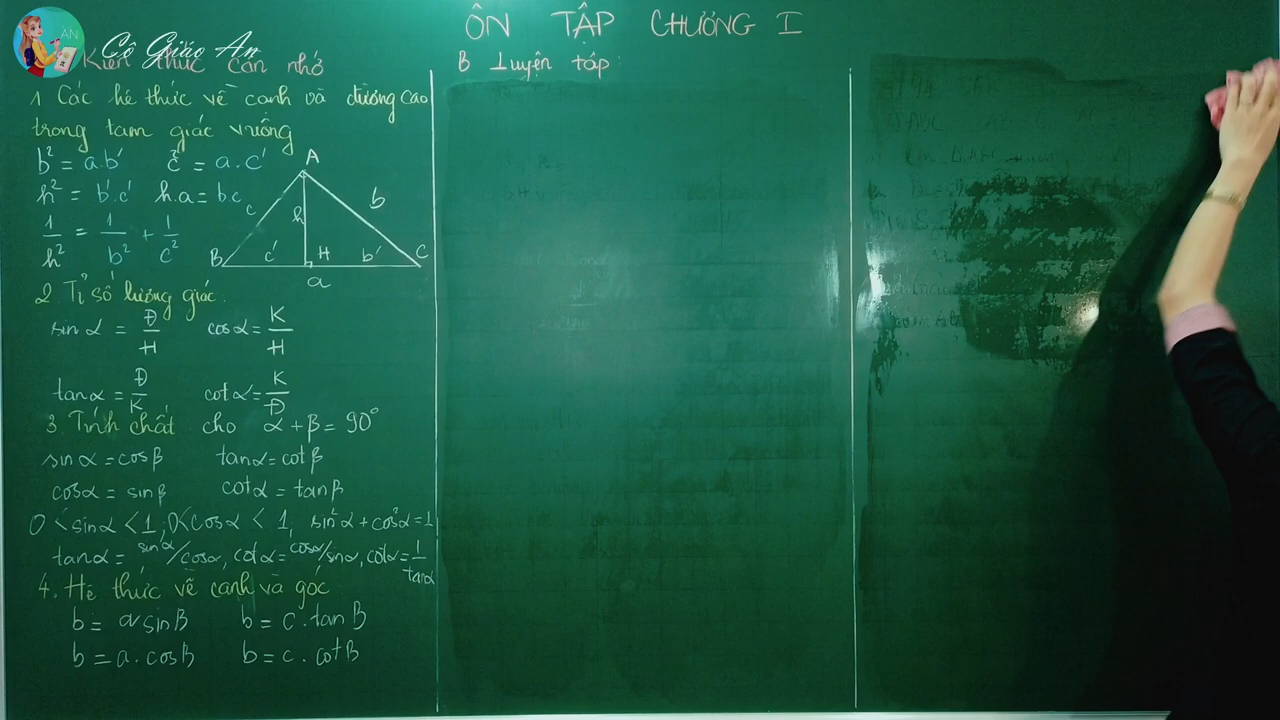 ÔN TẬP CHƯƠNG I
AN
Cô Giáo An
Kiến thức cần nhớ
B Luyện tập:
1 Các hệ thức về cạnh và đường cao
trong tam giác vuông
b² = a.b' c² = a.c'
h² = b'.c' h.a = b.c
1/h² = 1/b² + 1/c²
A
c h b
B c' H b' C
a
2. Tỉ số lượng giác.
sin α = Đ/H cos α = K/H
tan α = Đ/K cot α = K/Đ
3. Tính chất cho α + β = 90°
sin α = cos β tan α = cot β
cos α = sin β cot α = tan β
0 < sin α < 1, 0 < cos α < 1, sin²α + cos²α = 1
tan α = sin α/cos α, cot α = cos α/sin α, cot α = 1/tan α
4. Hệ thức về cạnh và góc
b = a sin B b = c. tan B
b = a. cos B b = c. cot B